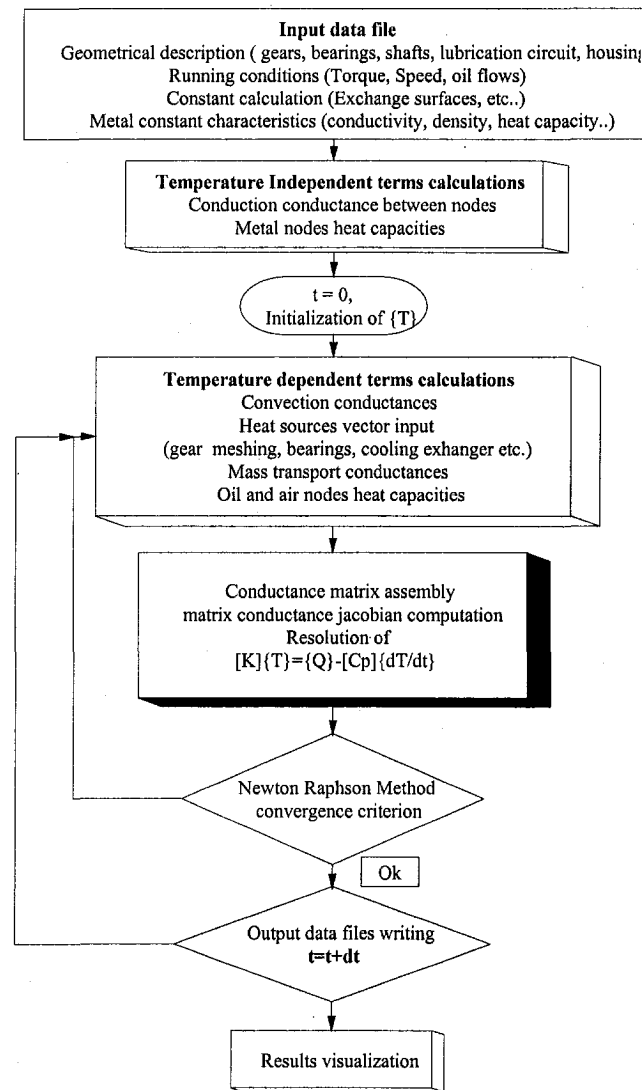 Input data file
Geometrical description ( gears, bearings, shafts, lubrication circuit, housing
Running conditions (Torque, Speed, oil flows)
Constant calculation (Exchange surfaces, etc..)
Metal constant characteristics (conductivity, density, heat capacity..)
Temperature Independent terms calculations
Conduction conductance between nodes
Metal nodes heat capacities
t = 0,
Initialization of {T}
Temperature dependent terms calculations
Convection conductances
Heat sources vector input
(gear meshing, bearings, cooling exhanger etc.)
Mass transport conductances
Oil and air nodes heat capacities
Conductance matrix assembly
matrix conductance jacobian computation
Resolution of
[K]{T}={Q}-[Cp]{dT/dt}
Newton Raphson Method
convergence criterion
Ok
Output data files writing
t=t+dt
Results visualization